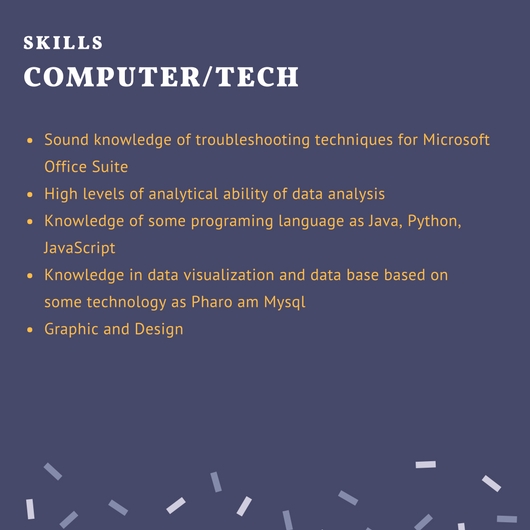 SKILLS
COMPUTER/TECH
• Sound knowledge of troubleshooting techniques for Microsoft
Office Suite
• High levels of analytical ability of data analysis
• Knowledge of some programing language as Java, Python,
JavaScript
• Knowledge in data visualization and data base based on
some technology as Pharo am Mysql
• Graphic and Design